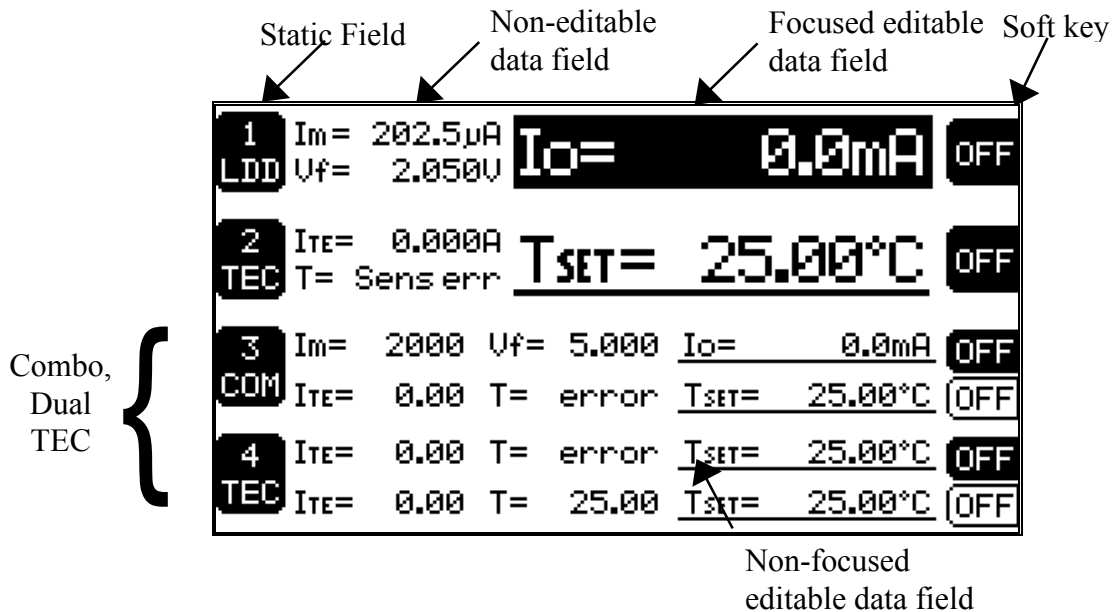 Static Field
Non-editable
data field
Focused editable
data field
Soft key
1
LDD
Im= 202.5µA
Vf= 2.050V
Io= 0.0mA
OFF
2
TEC
ITE= 0.000A
T= Sens err
TSET= 25.00°C
OFF
Combo,
Dual
TEC
3
COM
Im= 2000 Vf= 5.000 Io= 0.0mA OFF
ITE= 0.00 T= error TSET= 25.00°C OFF
4
TEC
ITE= 0.00 T= error TSET= 25.00°C OFF
ITE= 0.00 T= 25.00 TSET= 25.00°C OFF
Non-focused
editable data field